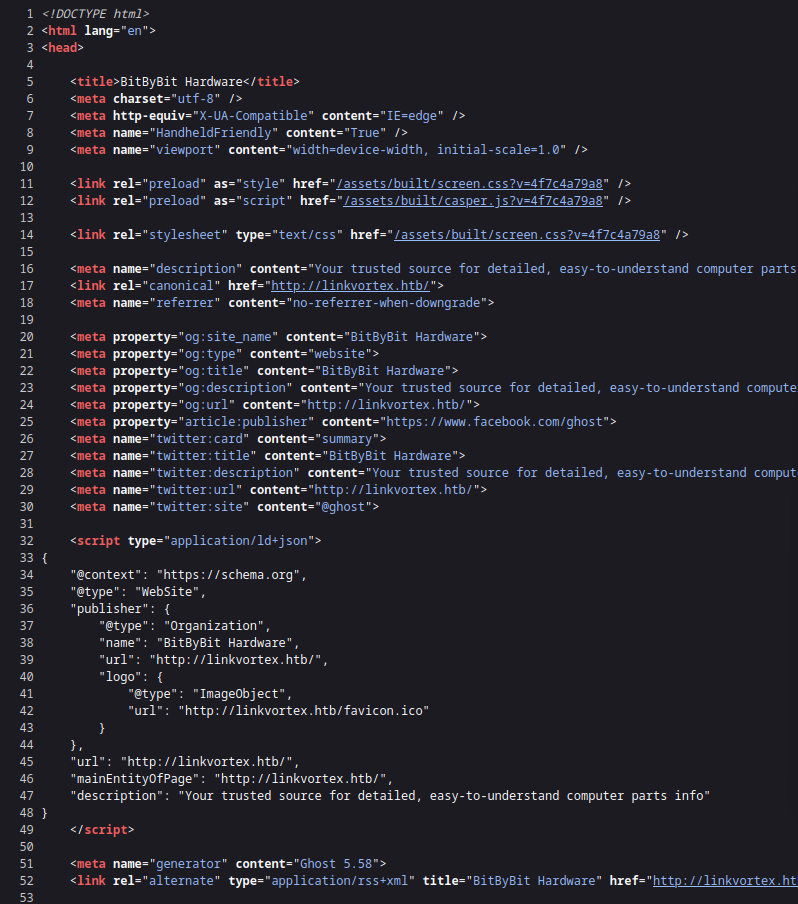 1 <!DOCTYPE html>
2 <html lang="en">
3 <head>
4
5 <title>BitByBit Hardware</title>
6 <meta charset="utf-8" />
7 <meta http-equiv="X-UA-Compatible" content="IE=edge" />
8 <meta name="HandheldFriendly" content="True" />
9 <meta name="viewport" content="width=device-width, initial-scale=1.0" />
10
11 <link rel="preload" as="style" href="/assets/built/screen.css?v=4f7c4a79a8" />
12 <link rel="preload" as="script" href="/assets/built/casper.js?v=4f7c4a79a8" />
13
14 <link rel="stylesheet" type="text/css" href="/assets/built/screen.css?v=4f7c4a79a8" />
15
16 <meta name="description" content="Your trusted source for detailed, easy-to-understand computer parts
17 <link rel="canonical" href="http://linkvortex.htb/">
18 <meta name="referrer" content="no-referrer-when-downgrade">
19
20 <meta property="og:site_name" content="BitByBit Hardware">
21 <meta property="og:type" content="website">
22 <meta property="og:title" content="BitByBit Hardware">
23 <meta property="og:description" content="Your trusted source for detailed, easy-to-understand compute
24 <meta property="og:url" content="http://linkvortex.htb/">
25 <meta property="article:publisher" content="https://www.facebook.com/ghost">
26 <meta name="twitter:card" content="summary">
27 <meta name="twitter:title" content="BitByBit Hardware">
28 <meta name="twitter:description" content="Your trusted source for detailed, easy-to-understand comput
29 <meta name="twitter:url" content="http://linkvortex.htb/">
30 <meta name="twitter:site" content="@ghost">
31
32 <script type="application/ld+json">
33 {
34 "@context": "https://schema.org",
35 "@type": "WebSite",
36 "publisher": {
37 "@type": "Organization",
38 "name": "BitByBit Hardware",
39 "url": "http://linkvortex.htb/",
40 "logo": {
41 "@type": "ImageObject",
42 "url": "http://linkvortex.htb/favicon.ico"
43 }
44 },
45 "url": "http://linkvortex.htb/",
46 "mainEntityOfPage": "http://linkvortex.htb/",
47 "description": "Your trusted source for detailed, easy-to-understand computer parts info"
48 }
49 </script>
50
51 <meta name="generator" content="Ghost 5.58">
52 <link rel="alternate" type="application/rss+xml" title="BitByBit Hardware" href="http://linkvortex.ht
53